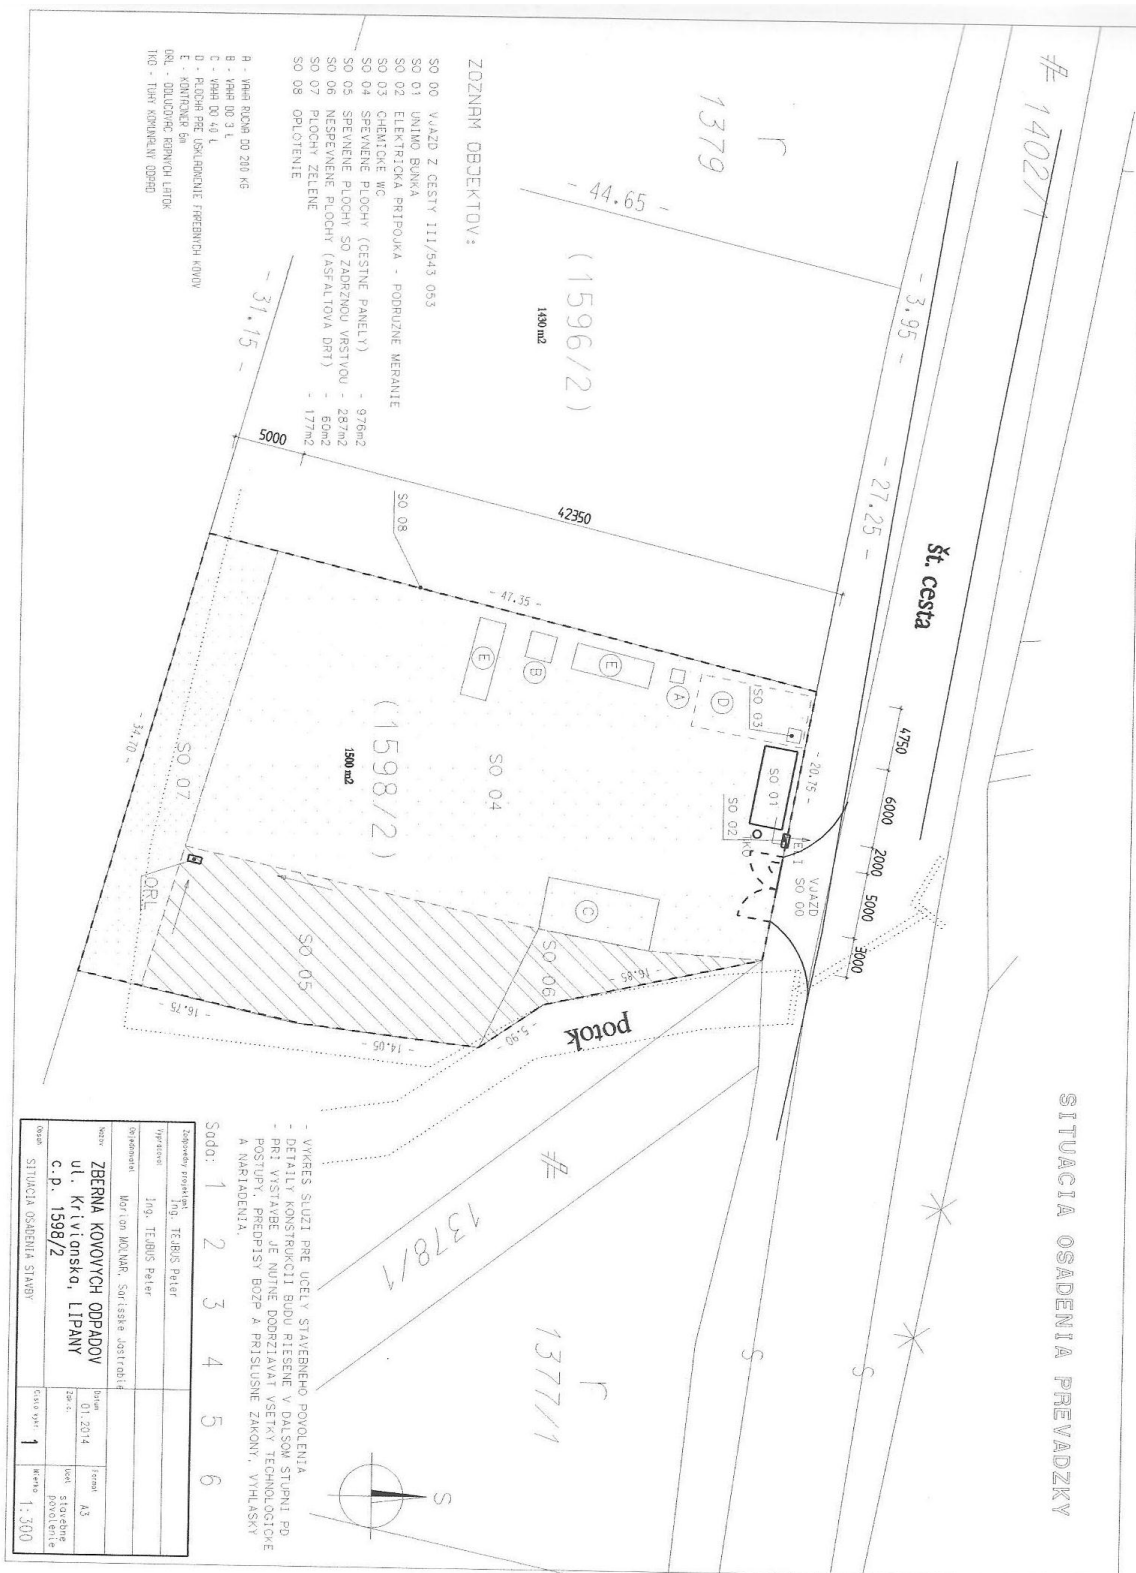 SITUACIA OSADENIA PREVADZKY
1402/1
št. cesta
r
1379
- 44.65 -
- 3.95 -
- 27.25 -
(1596/2)
1430 m2
- 31.15 -
5000
42350
4750
6000
2000
5000
3000
ZOZNAM OBJEKTOV:
SO 00 VJAZD Z CESTY III/543 053
SO 01 UNIMO BUNKA
SO 02 ELEKTRICKA PRIPOJKA - PODRUZNE MERANIE
SO 03 CHEMICKE WC
SO 04 SPEVNENE PLOCHY (CESTNE PANELY) - 976m2
SO 05 SPEVNENE PLOCHY SO ZADRZNOU VRSTVOU - 287m2
SO 06 NESPEVNENE PLOCHY (ASFALTOVA DRT) - 60m2
SO 07 PLOCHY ZELENE - 177m2
SO 08 OPLOTENIE
A - VAHA RUCNA DO 200 KG
B - VAHA DO 3 t
C - VAHA DO 40 t
D - PLOCHA PRE USKLADNENIE FAREBNYCH KOVOV
E - KONTAJNER 6m
ORL - ODLUCOVAC ROPNYCH LATOK
TKO - TUHY KOMUNALNY ODPAD
SO 08
- 47.35 -
E
B
E
A
D
SO 03
- 20.75 -
SO 01
SO 02
TKO
VJAZD
SO 00
SO 04
(1598/2)
1500 m2
C
SO 07
- 34.70 -
ORL
SO 05
SO 06
- 16.85 -
- 5.90 -
- 14.05 -
- 16.75 -
potok
1378/1
r
1377/1
S
S
S
- VYKRES SLUZI PRE UCELY STAVEBNEHO POVOLENIA
- DETAILY KONSTRUKCII BUDU RIESENE V DALSOM STUPNI PD
- PRI VYSTAVBE JE NUTNE DODRZIAVAT VSETKY TECHNOLOGICKE
POSTUPY, PREDPISY BOZP A PRISLUSNE ZAKONY, VYHLASKY
A NARIADENIA.
Sada: 1 2 3 4 5 6
Zodpovedny projektant Ing. TEJBUS Peter
Vypracoval Ing. TEJBUS Peter
Objednavatel Marian MOLNAR, Sarisske Jastrabie
Nazov ZBERNA KOVOVYCH ODPADOV
ul. Krivianska, LIPANY
c.p. 1598/2
Datum 01.2014
Format A3
Zak.c.
Ucel stavebne
povolenie
Obsah SITUACIA OSADENIA STAVBY
Cislo vykr. 1
Mierka 1:300